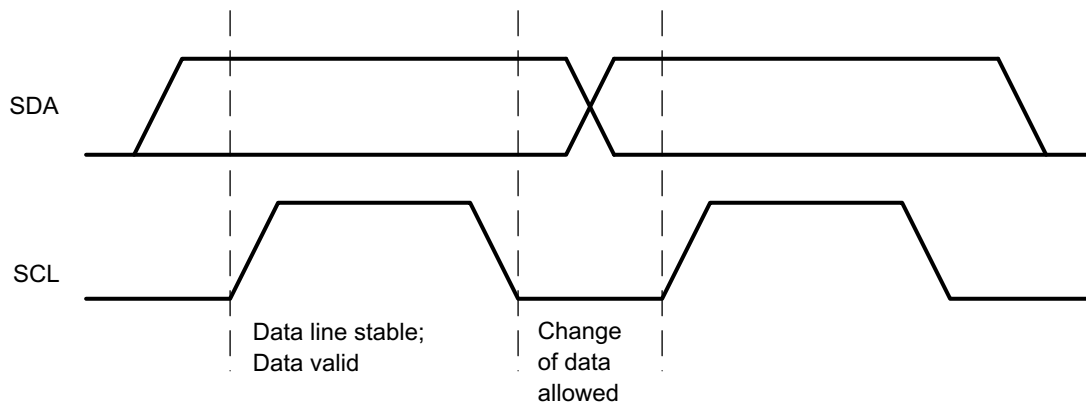 SDA
SCL
Data line stable;
Data valid
Change
of data
allowed